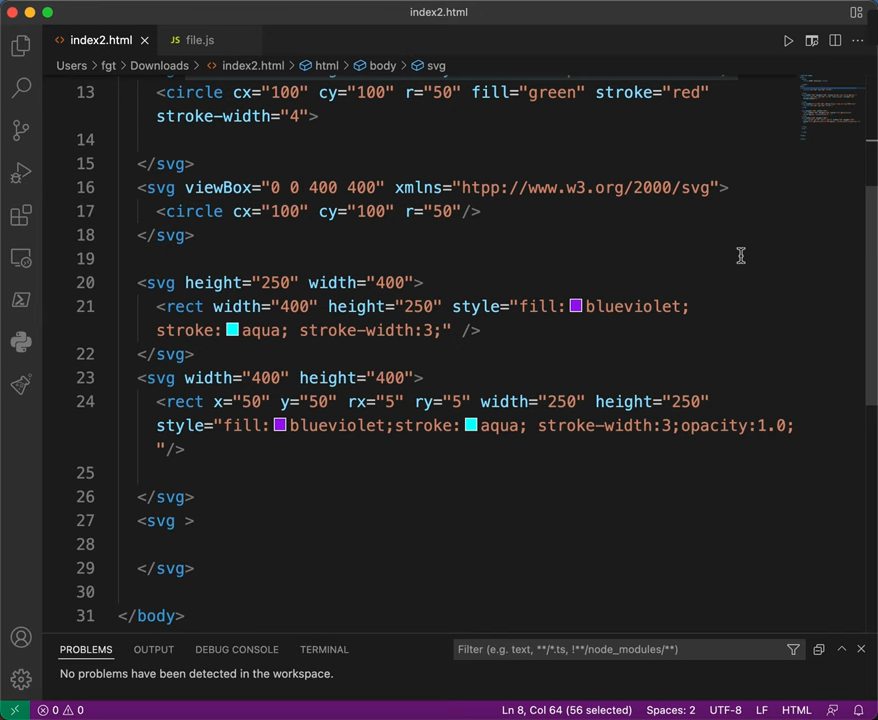 index2.html
index2.html
JS file.js
Users > fgt > Downloads > index2.html > html > body > svg
13 <circle cx="100" cy="100" r="50" fill="green" stroke="red"
stroke-width="4">
14
15 </svg>
16 <svg viewBox="0 0 400 400" xmlns="htpp://www.w3.org/2000/svg">
17 <circle cx="100" cy="100" r="50"/>
18 </svg>
19
20 <svg height="250" width="400">
21 <rect width="400" height="250" style="fill:blueviolet;
stroke:aqua; stroke-width:3;" />
22 </svg>
23 <svg width="400" height="400">
24 <rect x="50" y="50" rx="5" ry="5" width="250" height="250"
style="fill:blueviolet;stroke:aqua; stroke-width:3;opacity:1.0;
"/>
25
26 </svg>
27 <svg >
28
29 </svg>
30
31 </body>
PROBLEMS OUTPUT DEBUG CONSOLE TERMINAL Filter (e.g. text, **/*.ts, !**/node_modules/**)
No problems have been detected in the workspace.
0 0 Ln 8, Col 64 (56 selected) Spaces: 2 UTF-8 LF HTML